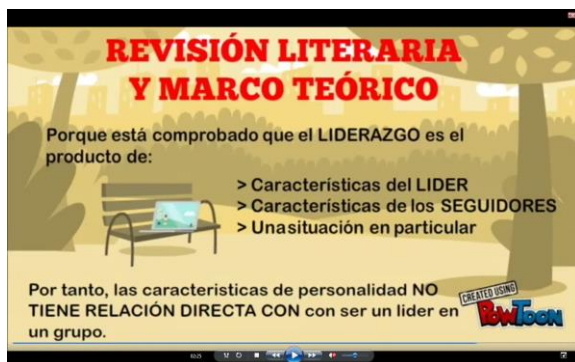 REVISIÓN LITERARIA
Y MARCO TEÓRICO
Porque está comprobado que el LIDERAZGO es el
producto de:
> Características del LIDER
> Características de los SEGUIDORES
> Unasituación en particular
Por tanto, las caracteristicas de personalidad NO
TIENE RELACIÓN DIRECTA CON con ser un lider en
un grupo.
CREATED USING
POWTOON